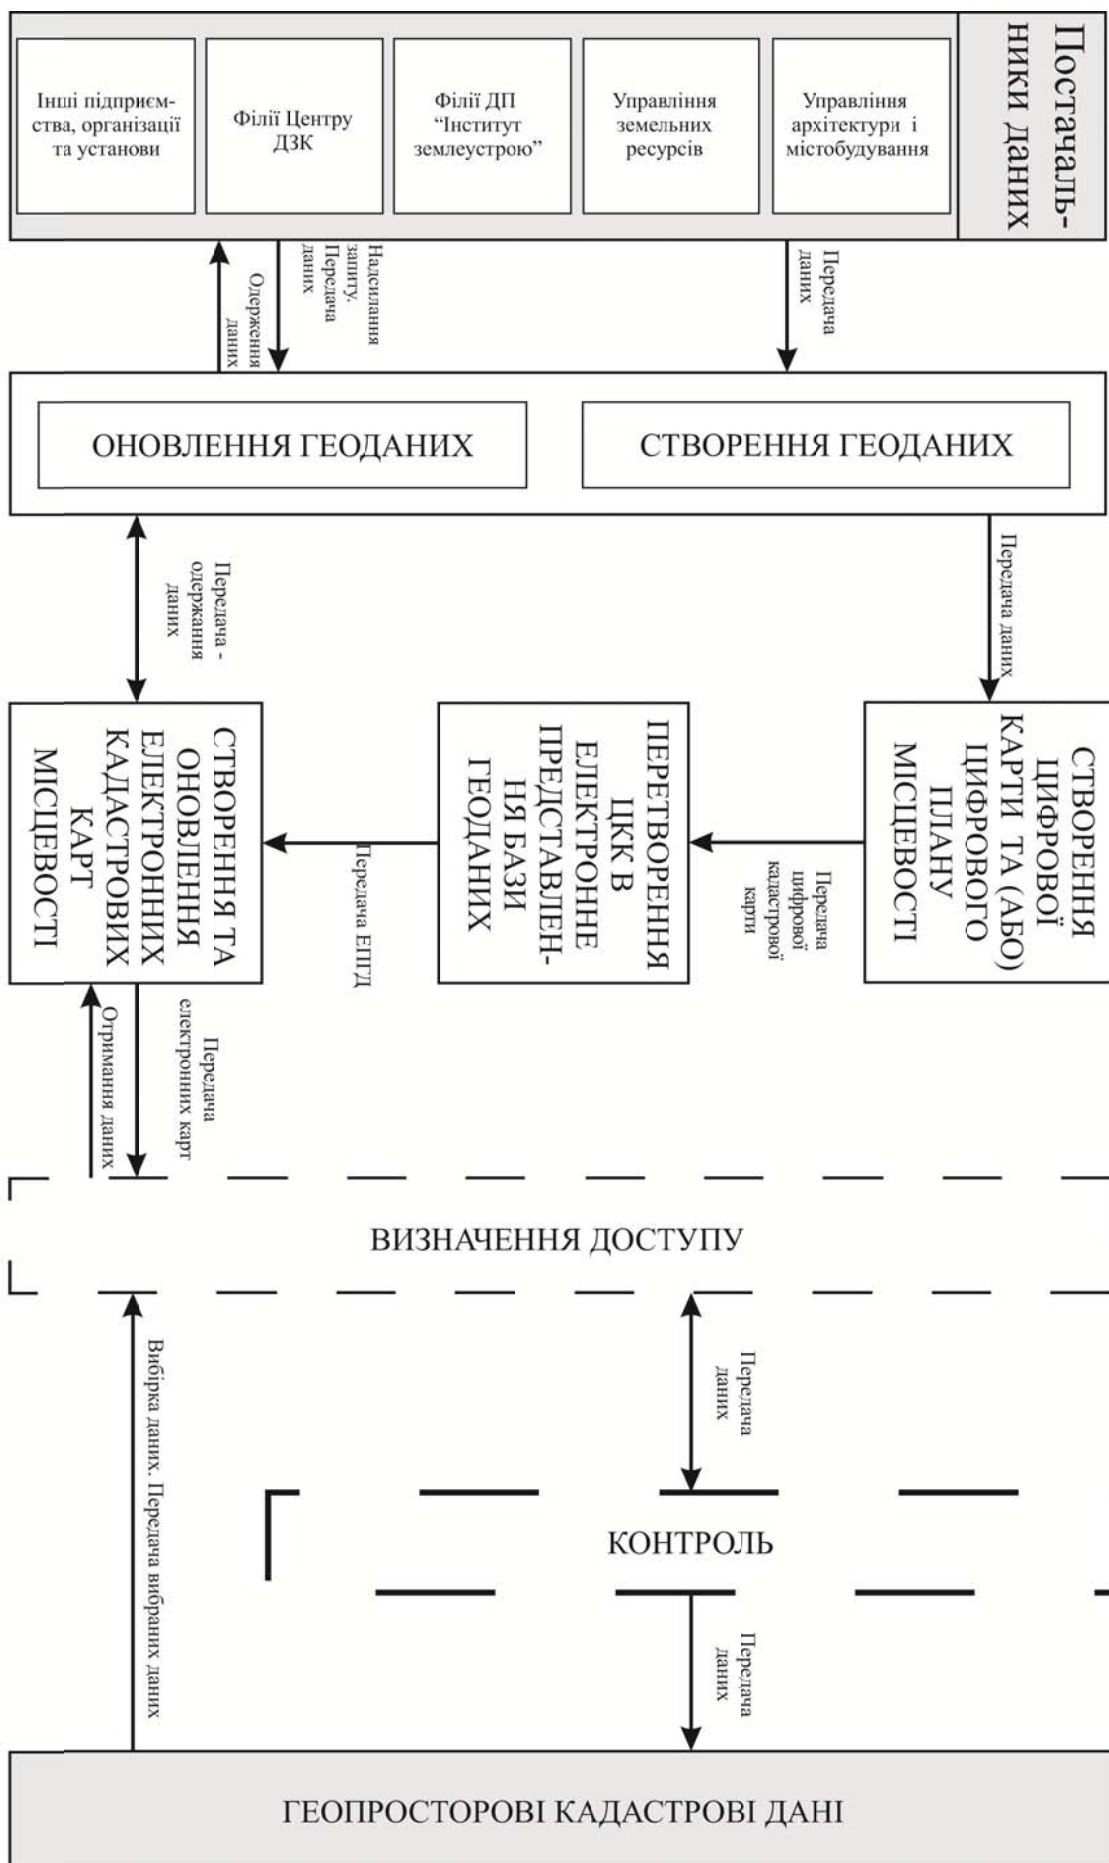 Постачаль-
ники даних
Інші підприєм-
ства, організації
та установи
Філії Центру
ДЗК
Філії ДП
“Інститут
землеустрою”
Управління
земельних
ресурсів
Управління
архітектури і
містобудування
Одерження
даних
Надсилання
запиту.
Передача
даних
Передача
даних
ОНОВЛЕННЯ ГЕОДАНИХ
СТВОРЕННЯ ГЕОДАНИХ
Передача -
одержання
даних
Передача даних
СТВОРЕННЯ ТА
ОНОВЛЕННЯ
ЕЛЕКТРОННИХ
КАДАСТРОВИХ
КАРТ
МІСЦЕВОСТІ
Передача ЕПГД
ПЕРЕТВОРЕННЯ
ЦКК В
ЕЛЕКТРОННЕ
ПРЕДСТАВЛЕН-
НЯ БАЗИ
ГЕОДАНИХ
Передача
цифрової
кадастрової
карти
СТВОРЕННЯ
ЦИФРОВОЇ
КАРТИ ТА (АБО)
ЦИФРОВОГО
ПЛАНУ
МІСЦЕВОСТІ
Отримання даних
Передача
електронних карт
ВИЗНАЧЕННЯ ДОСТУПУ
Вибірка даних. Передача вибраних даних
Передача
даних
КОНТРОЛЬ
Передача
даних
ГЕОПРОСТОРОВІ КАДАСТРОВІ ДАНІ